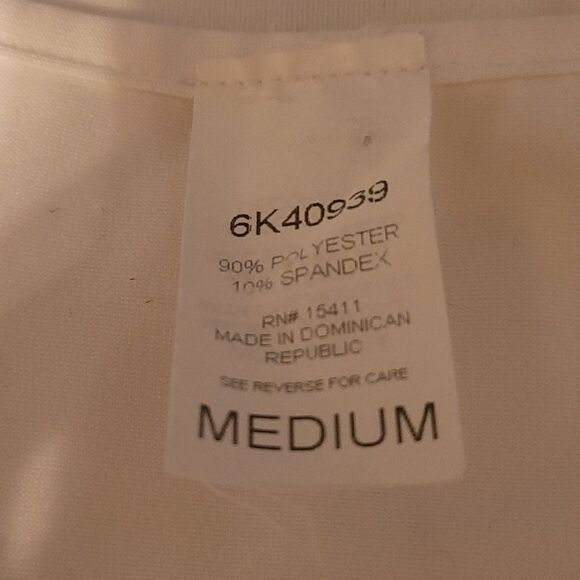 6K40939
90% POLYESTER
10% SPANDEX
RN# 15411
MADE IN DOMINICAN
REPUBLIC
SEE REVERSE FOR CARE
MEDIUM